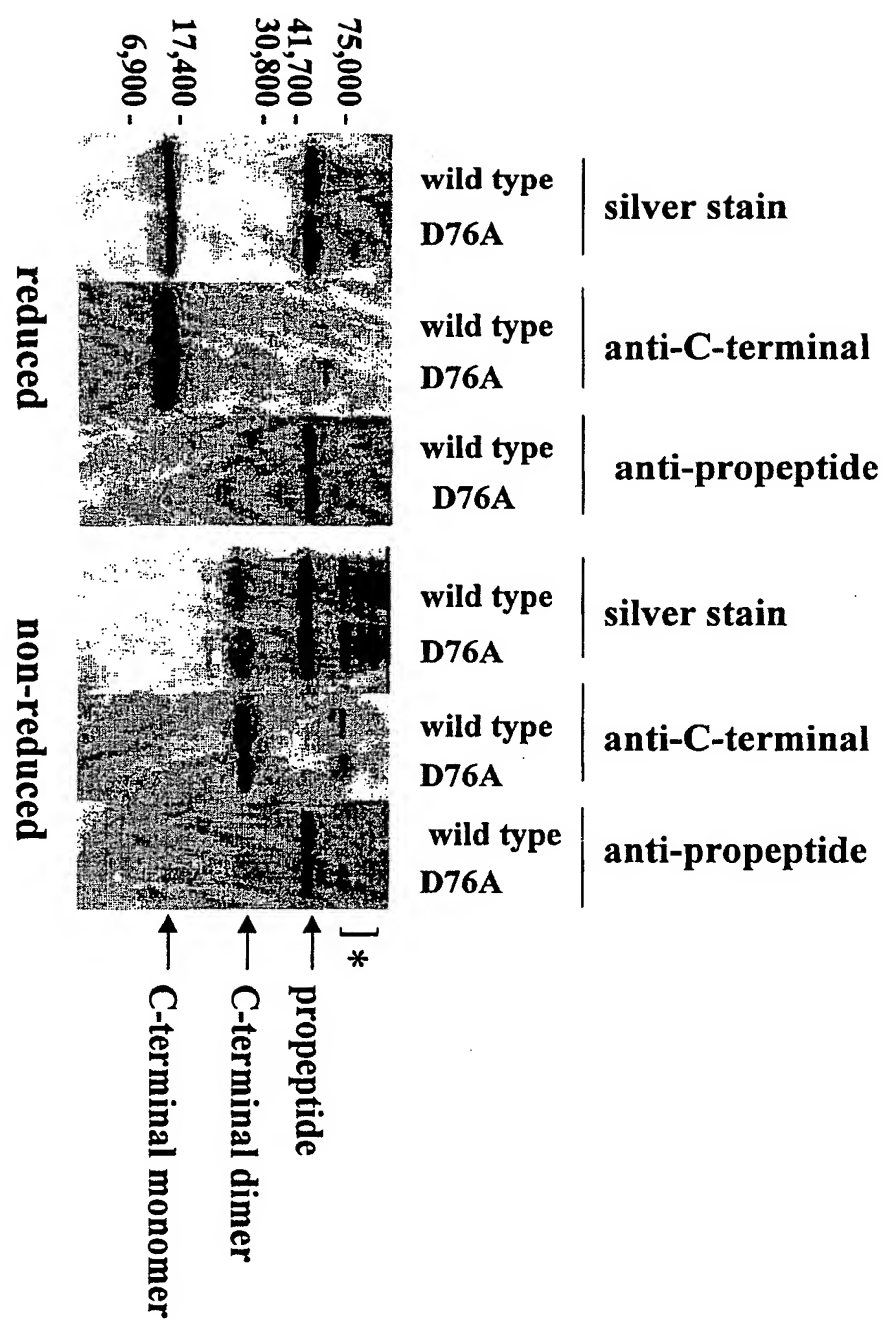 75,000 -
41,700 -
30,800 -
17,400 -
6,900 -
wild type
D76A
silver stain
wild type
D76A
anti-C-terminal
wild type
D76A
anti-propeptide
wild type
D76A
silver stain
wild type
D76A
anti-C-terminal
wild type
D76A
anti-propeptide
reduced
non-reduced
] *
propeptide
C-terminal dimer
C-terminal monomer